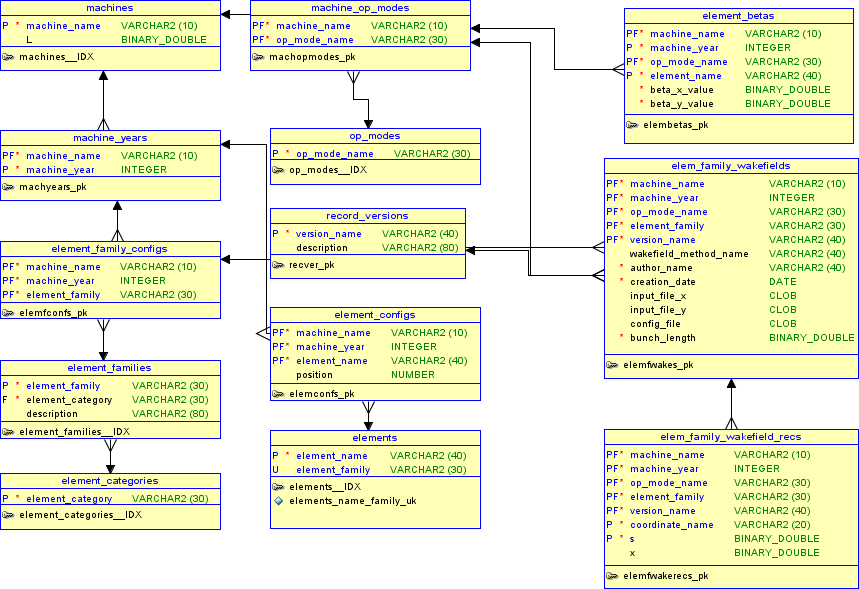 machines
P * machine_name VARCHAR2 (10)
L BINARY_DOUBLE
machines__IDX
machine_op_modes
PF* machine_name VARCHAR2 (10)
PF* op_mode_name VARCHAR2 (30)
machopmodes_pk
element_betas
PF* machine_name VARCHAR2 (10)
P * machine_year INTEGER
PF* op_mode_name VARCHAR2 (30)
P * element_name VARCHAR2 (40)
* beta_x_value BINARY_DOUBLE
* beta_y_value BINARY_DOUBLE
elembetas_pk
machine_years
PF* machine_name VARCHAR2 (10)
P * machine_year INTEGER
machyears_pk
op_modes
P * op_mode_name VARCHAR2 (30)
op_modes__IDX
elem_family_wakefields
PF* machine_name VARCHAR2 (10)
PF* machine_year INTEGER
PF* op_mode_name VARCHAR2 (30)
PF* element_family VARCHAR2 (30)
PF* version_name VARCHAR2 (40)
wakefield_method_name VARCHAR2 (40)
* author_name VARCHAR2 (40)
* creation_date DATE
input_file_x CLOB
input_file_y CLOB
config_file CLOB
* bunch_length BINARY_DOUBLE
elemfwakes_pk
record_versions
P * version_name VARCHAR2 (40)
description VARCHAR2 (80)
recver_pk
element_family_configs
PF* machine_name VARCHAR2 (10)
PF* machine_year INTEGER
PF* element_family VARCHAR2 (30)
elemfconfs_pk
element_configs
PF* machine_name VARCHAR2 (10)
PF* machine_year INTEGER
PF* element_name VARCHAR2 (40)
position NUMBER
elemconfs_pk
element_families
P * element_family VARCHAR2 (30)
F * element_category VARCHAR2 (30)
description VARCHAR2 (80)
element_families__IDX
elements
P * element_name VARCHAR2 (40)
U element_family VARCHAR2 (30)
elements__IDX
elements_name_family_uk
element_categories
P * element_category VARCHAR2 (30)
element_categories__IDX
elem_family_wakefield_recs
PF* machine_name VARCHAR2 (10)
PF* machine_year INTEGER
PF* op_mode_name VARCHAR2 (30)
PF* element_family VARCHAR2 (30)
PF* version_name VARCHAR2 (40)
P * coordinate_name VARCHAR2 (20)
P * s BINARY_DOUBLE
x BINARY_DOUBLE
elemfwakerecs_pk